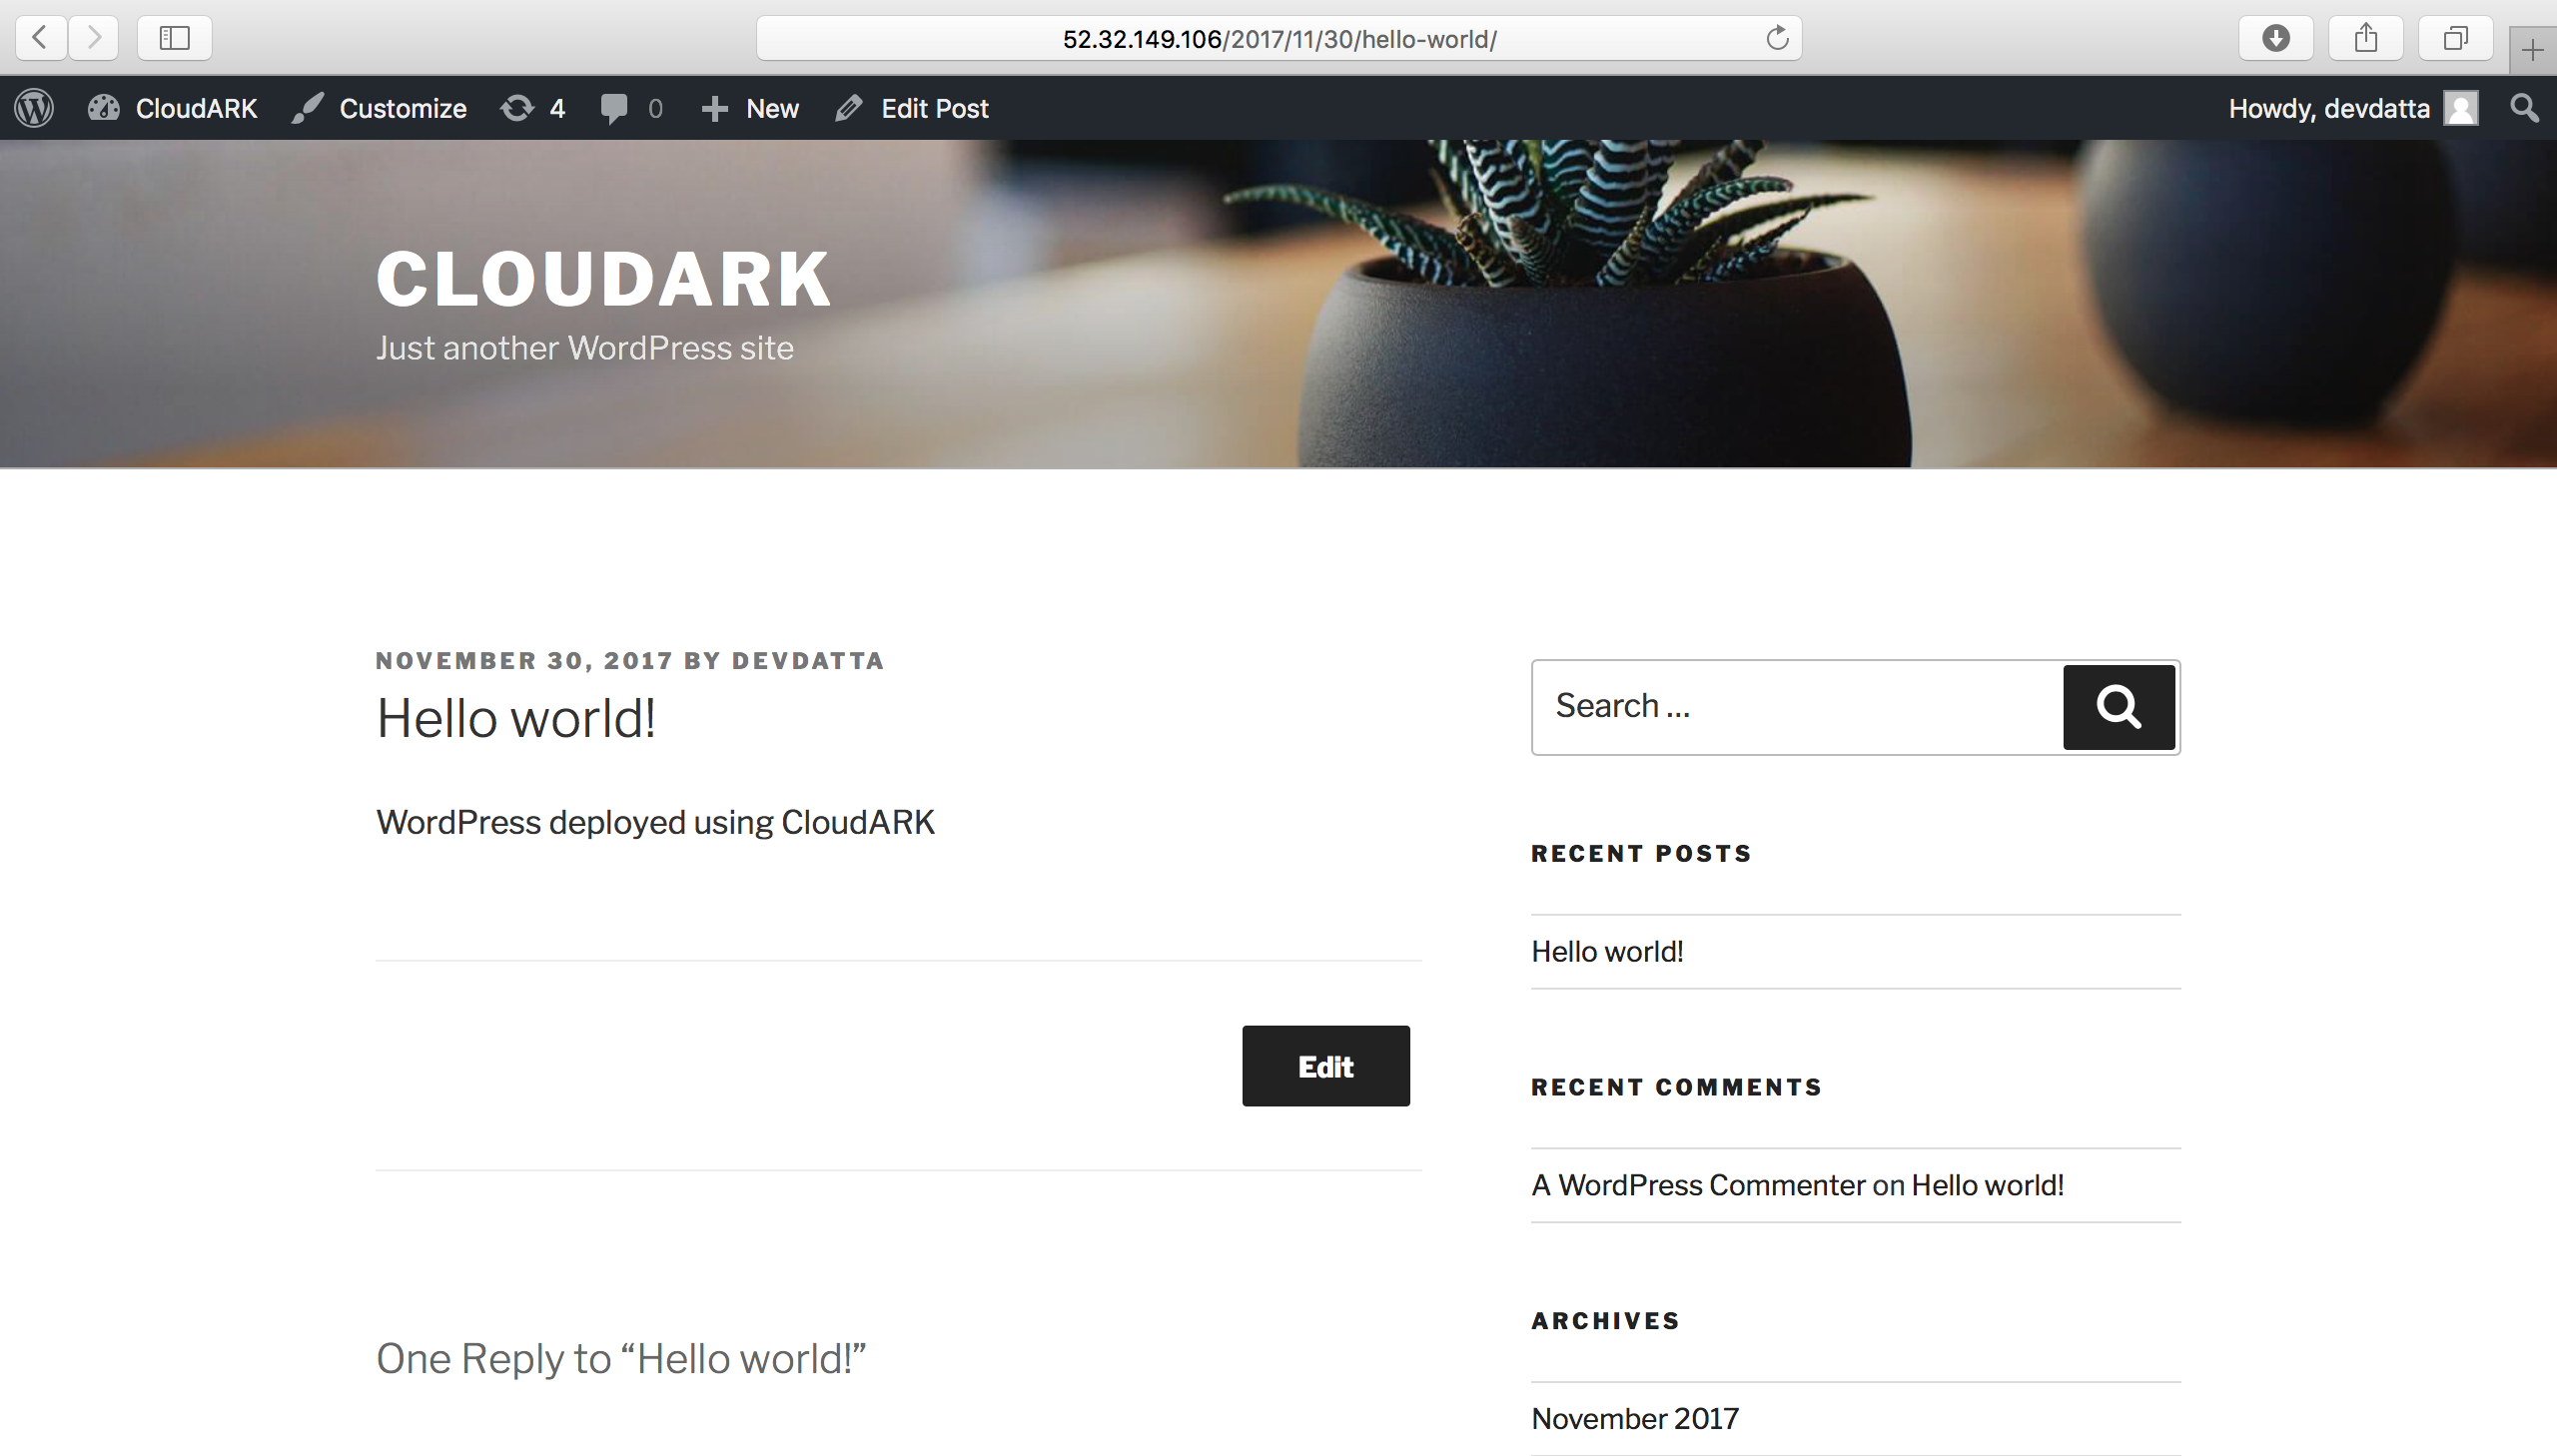 52.32.149.106/2017/11/30/hello-world/
CloudARK Customize 4 0 New Edit Post Howdy, devdatta
CLOUDARK
Just another WordPress site
NOVEMBER 30, 2017 BY DEVDATTA
Hello world!
WordPress deployed using CloudARK
Edit
One Reply to “Hello world!”
Search …
RECENT POSTS
Hello world!
RECENT COMMENTS
A WordPress Commenter on Hello world!
ARCHIVES
November 2017